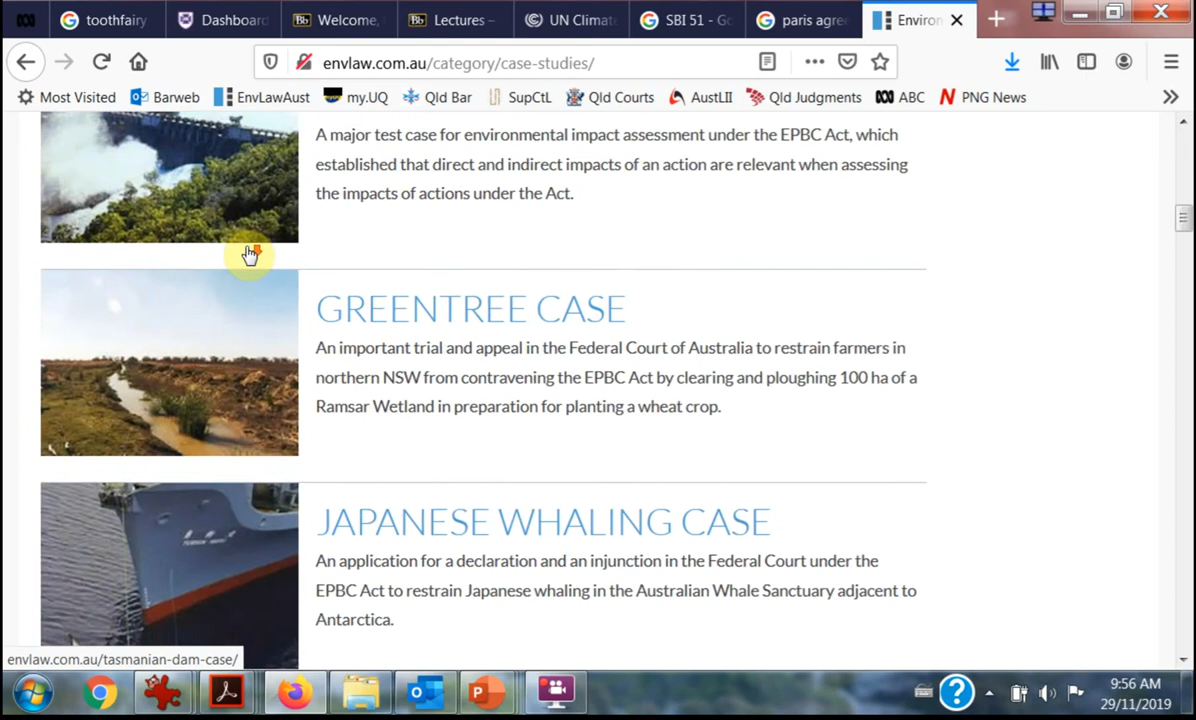 toothfairy
Dashboard
Welcome,
Lectures –
UN Climat
SBI 51 - Go
paris agree
Environ
envlaw.com.au/category/case-studies/
Most Visited
Barweb
EnvLawAust
my.UQ
Qld Bar
SupCtL
Qld Courts
AustLII
Qld Judgments
ABC
PNG News
A major test case for environmental impact assessment under the EPBC Act, which
established that direct and indirect impacts of an action are relevant when assessing
the impacts of actions under the Act.
GREENTREE CASE
An important trial and appeal in the Federal Court of Australia to restrain farmers in
northern NSW from contravening the EPBC Act by clearing and ploughing 100 ha of a
Ramsar Wetland in preparation for planting a wheat crop.
JAPANESE WHALING CASE
An application for a declaration and an injunction in the Federal Court under the
EPBC Act to restrain Japanese whaling in the Australian Whale Sanctuary adjacent to
Antarctica.
envlaw.com.au/tasmanian-dam-case/
9:56 AM
29/11/2019